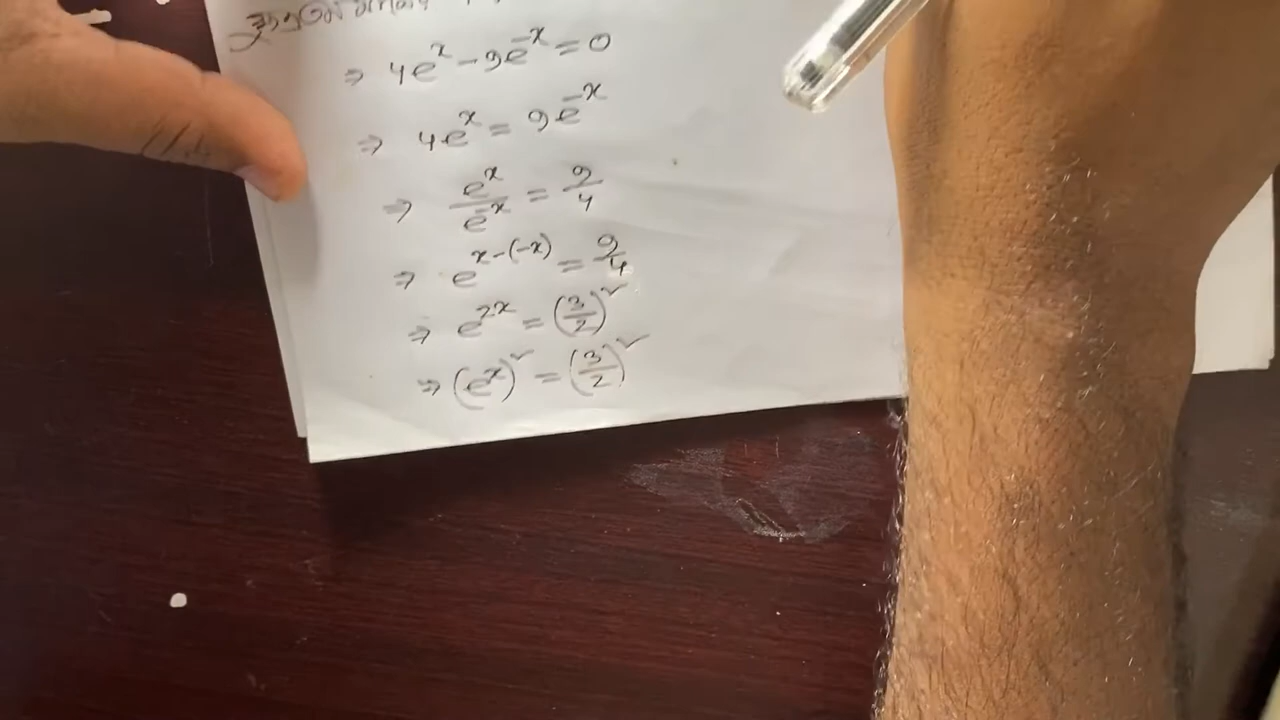 ⇒ 4e^x - 9e^-x = 0
⇒ 4e^x = 9e^-x
⇒ e^x/e^-x = 9/4
⇒ e^x-(-x) = 9/4
⇒ e^2x = (3/2)^2
⇒ (e^x)^2 = (3/2)^2